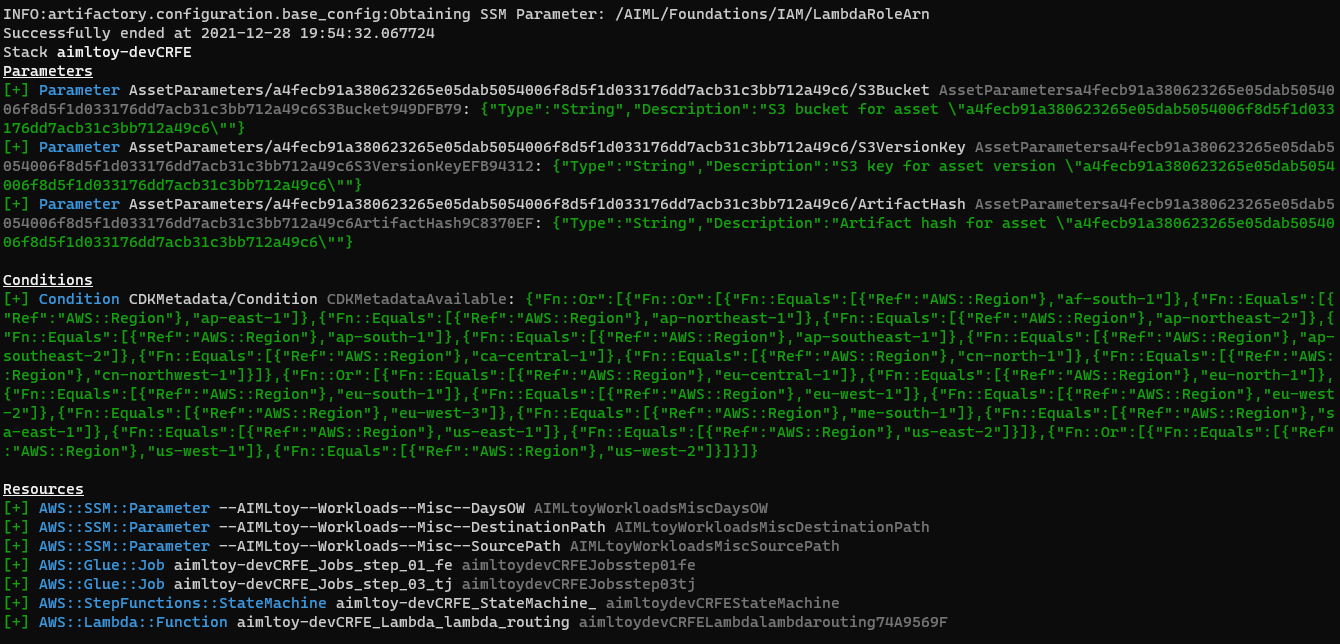 INFO:artifactory.configuration.base_config:Obtaining SSM Parameter: /AIML/Foundations/IAM/LambdaRoleArn
Successfully ended at 2021-12-28 19:54:32.067724
Stack aimltoy-devCRFE
Parameters
[+] Parameter AssetParameters/a4fecb91a380623265e05dab5054006f8d5f1d033176dd7acb31c3bb712a49c6/S3Bucket AssetParametersa4fecb91a380623265e05dab50540
06f8d5f1d033176dd7acb31c3bb712a49c6S3Bucket949DFB79: {"Type":"String","Description":"S3 bucket for asset \"a4fecb91a380623265e05dab5054006f8d5f1d033
176dd7acb31c3bb712a49c6\""}
[+] Parameter AssetParameters/a4fecb91a380623265e05dab5054006f8d5f1d033176dd7acb31c3bb712a49c6/S3VersionKey AssetParametersa4fecb91a380623265e05dab5
054006f8d5f1d033176dd7acb31c3bb712a49c6S3VersionKeyEFB94312: {"Type":"String","Description":"S3 key for asset version \"a4fecb91a380623265e05dab5054
006f8d5f1d033176dd7acb31c3bb712a49c6\""}
[+] Parameter AssetParameters/a4fecb91a380623265e05dab5054006f8d5f1d033176dd7acb31c3bb712a49c6/ArtifactHash AssetParametersa4fecb91a380623265e05dab5
054006f8d5f1d033176dd7acb31c3bb712a49c6ArtifactHash9C8370EF: {"Type":"String","Description":"Artifact hash for asset \"a4fecb91a380623265e05dab50540
06f8d5f1d033176dd7acb31c3bb712a49c6\""}
Conditions
[+] Condition CDKMetadata/Condition CDKMetadataAvailable: {"Fn::Or":[{"Fn::Or":[{"Fn::Equals":[{"Ref":"AWS::Region"},"af-south-1"]},{"Fn::Equals":[{
"Ref":"AWS::Region"},"ap-east-1"]},{"Fn::Equals":[{"Ref":"AWS::Region"},"ap-northeast-1"]},{"Fn::Equals":[{"Ref":"AWS::Region"},"ap-northeast-2"]},{
"Fn::Equals":[{"Ref":"AWS::Region"},"ap-south-1"]},{"Fn::Equals":[{"Ref":"AWS::Region"},"ap-southeast-1"]},{"Fn::Equals":[{"Ref":"AWS::Region"},"ap-
southeast-2"]},{"Fn::Equals":[{"Ref":"AWS::Region"},"ca-central-1"]},{"Fn::Equals":[{"Ref":"AWS::Region"},"cn-north-1"]},{"Fn::Equals":[{"Ref":"AWS:
:Region"},"cn-northwest-1"]}]},{"Fn::Or":[{"Fn::Equals":[{"Ref":"AWS::Region"},"eu-central-1"]},{"Fn::Equals":[{"Ref":"AWS::Region"},"eu-north-1"]},
{"Fn::Equals":[{"Ref":"AWS::Region"},"eu-south-1"]},{"Fn::Equals":[{"Ref":"AWS::Region"},"eu-west-1"]},{"Fn::Equals":[{"Ref":"AWS::Region"},"eu-west
-2"]},{"Fn::Equals":[{"Ref":"AWS::Region"},"eu-west-3"]},{"Fn::Equals":[{"Ref":"AWS::Region"},"me-south-1"]},{"Fn::Equals":[{"Ref":"AWS::Region"},"s
a-east-1"]},{"Fn::Equals":[{"Ref":"AWS::Region"},"us-east-1"]},{"Fn::Equals":[{"Ref":"AWS::Region"},"us-east-2"]}]},{"Fn::Or":[{"Fn::Equals":[{"Ref"
:"AWS::Region"},"us-west-1"]},{"Fn::Equals":[{"Ref":"AWS::Region"},"us-west-2"]}]}]}
Resources
[+] AWS::SSM::Parameter --AIMLtoy--Workloads--Misc--DaysOW AIMLtoyWorkloadsMiscDaysOW
[+] AWS::SSM::Parameter --AIMLtoy--Workloads--Misc--DestinationPath AIMLtoyWorkloadsMiscDestinationPath
[+] AWS::SSM::Parameter --AIMLtoy--Workloads--Misc--SourcePath AIMLtoyWorkloadsMiscSourcePath
[+] AWS::Glue::Job aimltoy-devCRFE_Jobs_step_01_fe aimltoydevCRFEJobsstep01fe
[+] AWS::Glue::Job aimltoy-devCRFE_Jobs_step_03_tj aimltoydevCRFEJobsstep03tj
[+] AWS::StepFunctions::StateMachine aimltoy-devCRFE_StateMachine_ aimltoydevCRFEStateMachine
[+] AWS::Lambda::Function aimltoy-devCRFE_Lambda_lambda_routing aimltoydevCRFELambdalambdarouting74A9569F